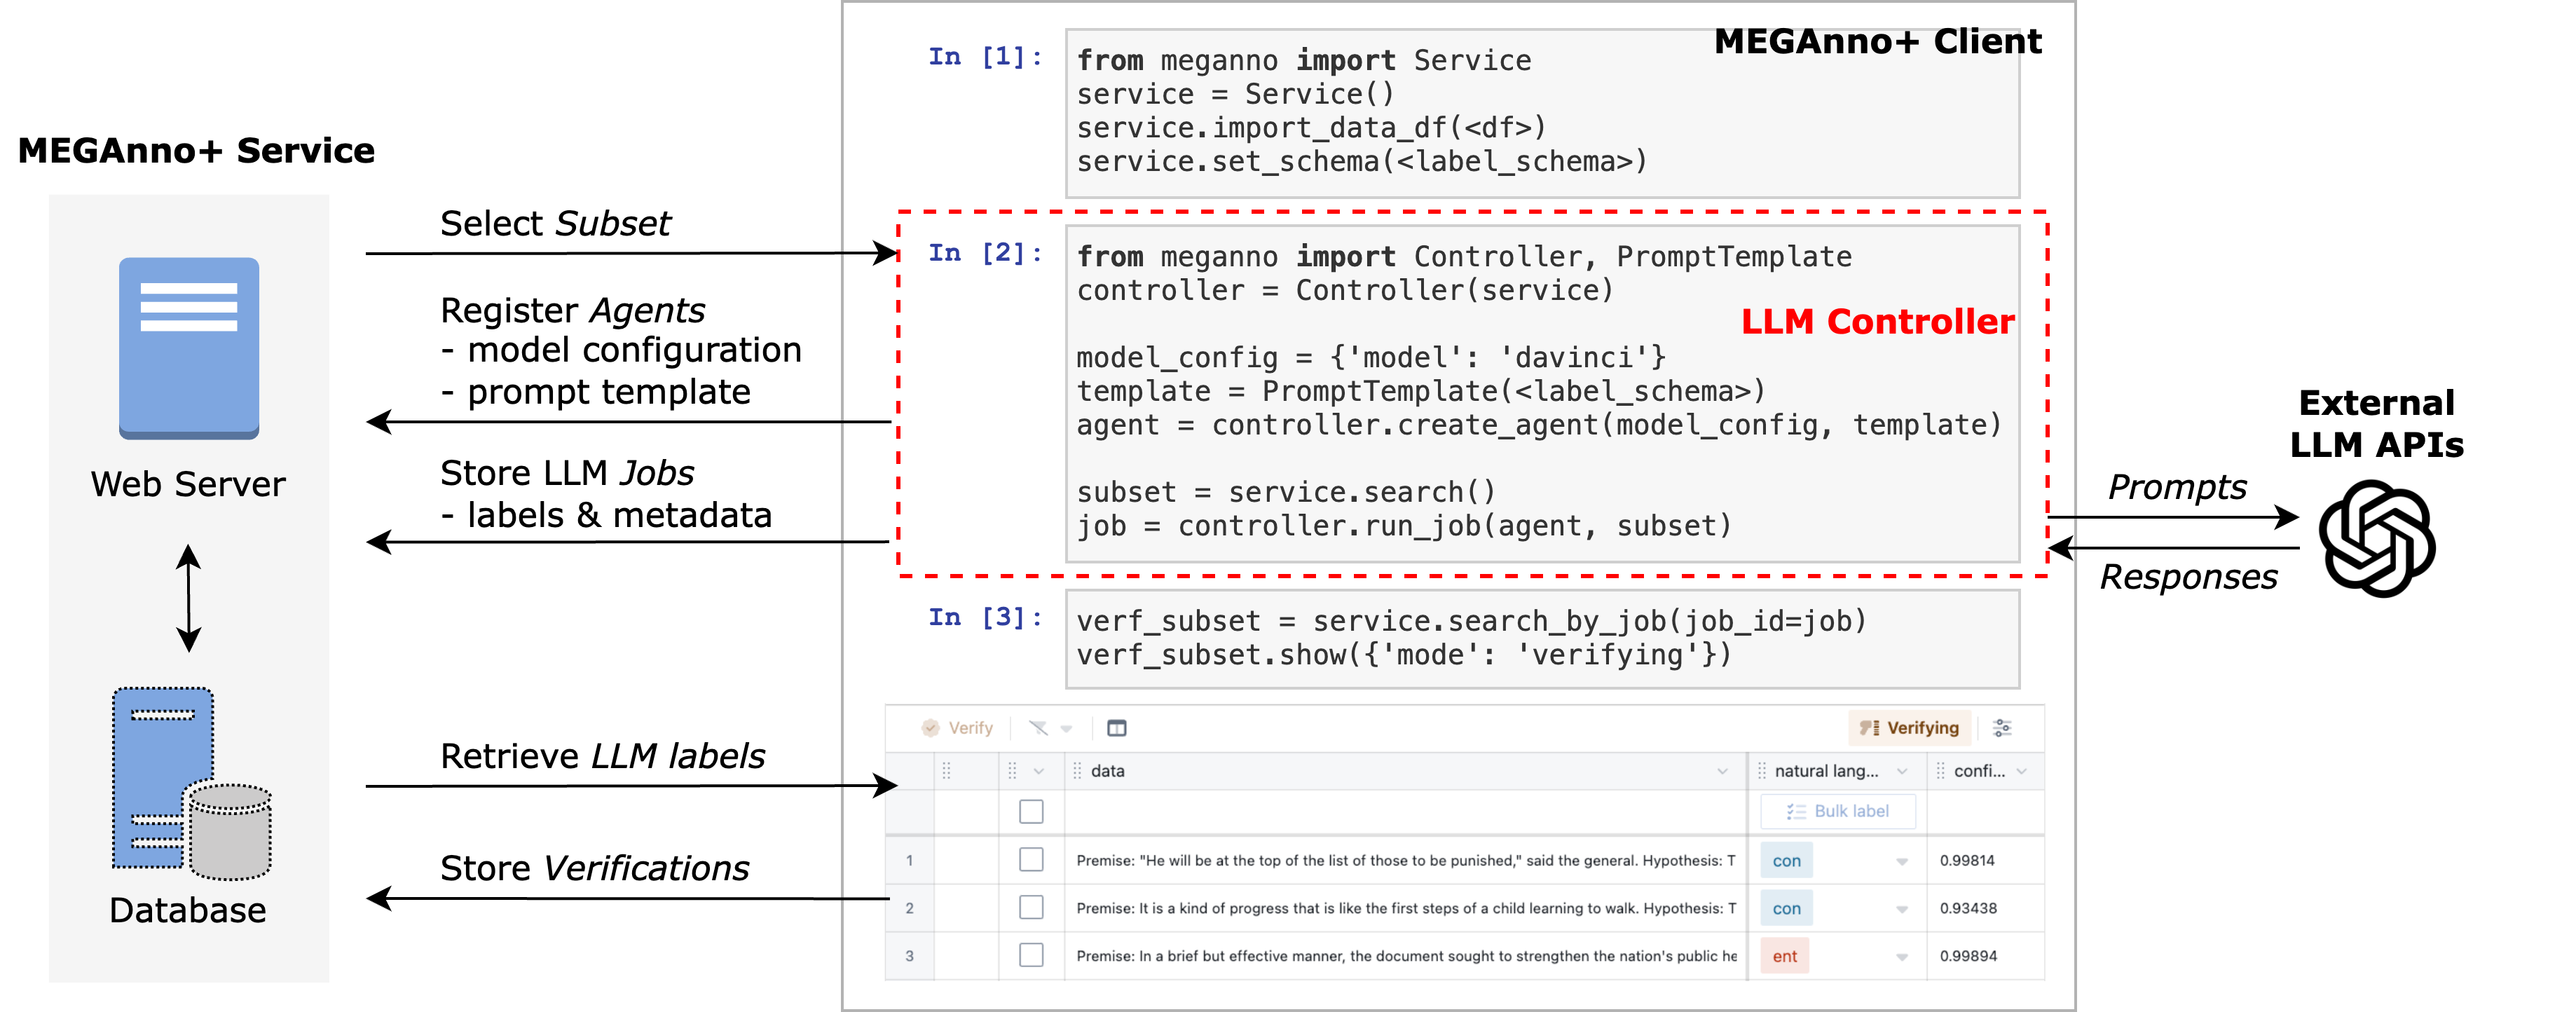 MEGAnno+ Service
Web Server
Database
Select Subset
Register Agents
- model configuration
- prompt template
Store LLM Jobs
- labels & metadata
Retrieve LLM labels
Store Verifications
MEGAnno+ Client
In [1]:
from meganno import Service
service = Service()
service.import_data_df(<df>)
service.set_schema(<label_schema>)
In [2]:
from meganno import Controller, PromptTemplate
controller = Controller(service)
LLM Controller
model_config = {'model': 'davinci'}
template = PromptTemplate(<label_schema>)
agent = controller.create_agent(model_config, template)
subset = service.search()
job = controller.run_job(agent, subset)
In [3]:
verf_subset = service.search_by_job(job_id=job)
verf_subset.show({'mode': 'verifying'})
Verify
Verifying
data natural lang... confi...
Bulk label
1 Premise: "He will be at the top of the list of those to be punished," said the general. Hypothesis: T con 0.99814
2 Premise: It is a kind of progress that is like the first steps of a child learning to walk. Hypothesis: T con 0.93438
3 Premise: In a brief but effective manner, the document sought to strengthen the nation's public he ent 0.99894
External
LLM APIs
Prompts
Responses